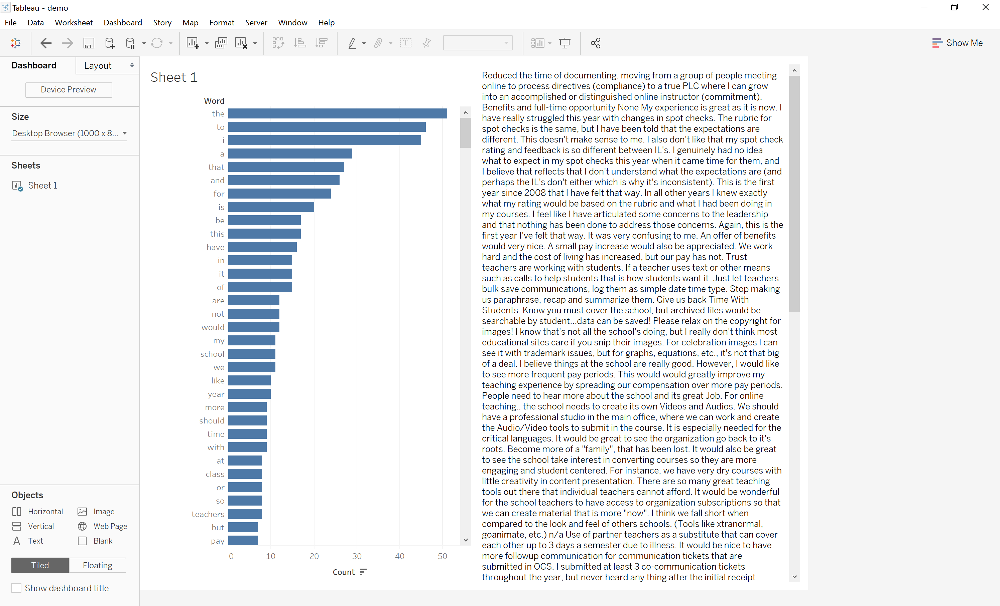 Tableau - demo
File Data Worksheet Dashboard Story Map Format Server Window Help
Show Me
Dashboard
Layout
Device Preview
Size
Desktop Browser (1000 x 8...
Sheets
Sheet 1
Objects
Horizontal
Image
Vertical
Web Page
Text
Blank
Tiled
Floating
Show dashboard title
Sheet 1
Word
the
to
i
a
that
and
for
is
be
this
have
in
it
of
are
not
would
my
school
we
like
year
more
should
time
with
at
class
or
so
teachers
but
pay
0 10 20 30 40 50
Count
Reduced the time of documenting. moving from a group of people meeting
online to process directives (compliance) to a true PLC where I can grow
into an accomplished or distinguished online instructor (commitment).
Benefits and full-time opportunity None My experience is great as it is now. I
have really struggled this year with changes in spot checks. The rubric for
spot checks is the same, but I have been told that the expectations are
different. This doesn't make sense to me. I also don't like that my spot check
rating and feedback is so different between IL's. I genuinely had no idea
what to expect in my spot checks this year when it came time for them, and
I believe that reflects that I don't understand what the expectations are (and
perhaps the IL's don't either which is why it's inconsistent). This is the first
year since 2008 that I have felt that way. In all other years I knew exactly
what my rating would be based on the rubric and what I had been doing in
my courses. I feel like I have articulated some concerns to the leadership
and that nothing has been done to address those concerns. Again, this is the
first year I've felt that way. It was very confusing to me. An offer of benefits
would very nice. A small pay increase would also be appreciated. We work
hard and the cost of living has increased, but our pay has not. Trust
teachers are working with students. If a teacher uses text or other means
such as calls to help students that is how students want it. Just let teachers
bulk save communications, log them as simple date time type. Stop making
us paraphrase, recap and summarize them. Give us back Time With
Students. Know you must cover the school, but archived files would be
searchable by student...data can be saved! Please relax on the copyright for
images! I know that's not all the school's doing, but I really don't think most
educational sites care if you snip their images. For celebration images I can
see it with trademark issues, but for graphs, equations, etc., it's not that big
of a deal. I believe things at the school are really good. However, I would like
to see more frequent pay periods. This would would greatly improve my
teaching experience by spreading our compensation over more pay periods.
People need to hear more about the school and its great Job. For online
teaching.. the school needs to create its own Videos and Audios. We should
have a professional studio in the main office, where we can work and create
the Audio/Video tools to submit in the course. It is especially needed for the
critical languages. It would be great to see the organization go back to it's
roots. Become more of a "family", that has been lost. It would also be great
to see the school take interest in converting courses so they are more
engaging and student centered. For instance, we have very dry courses with
little creativity in content presentation. There are so many great teaching
tools out there that individual teachers cannot afford. It would be wonderful
for the school teachers to have access to organization subscriptions so that
we can create material that is more "now". I think we fall short when
compared to the look and feel of others schools. (Tools like xtranormal,
goanimate, etc.) n/a Use of partner teachers as a substitute that can cover
each other up to 3 days a semester due to illness. It would be nice to have
more followup communication for communication tickets that are
submitted in OCS. I submitted at least 3 co-communication tickets
throughout the year, but never heard any thing after the initial receipt